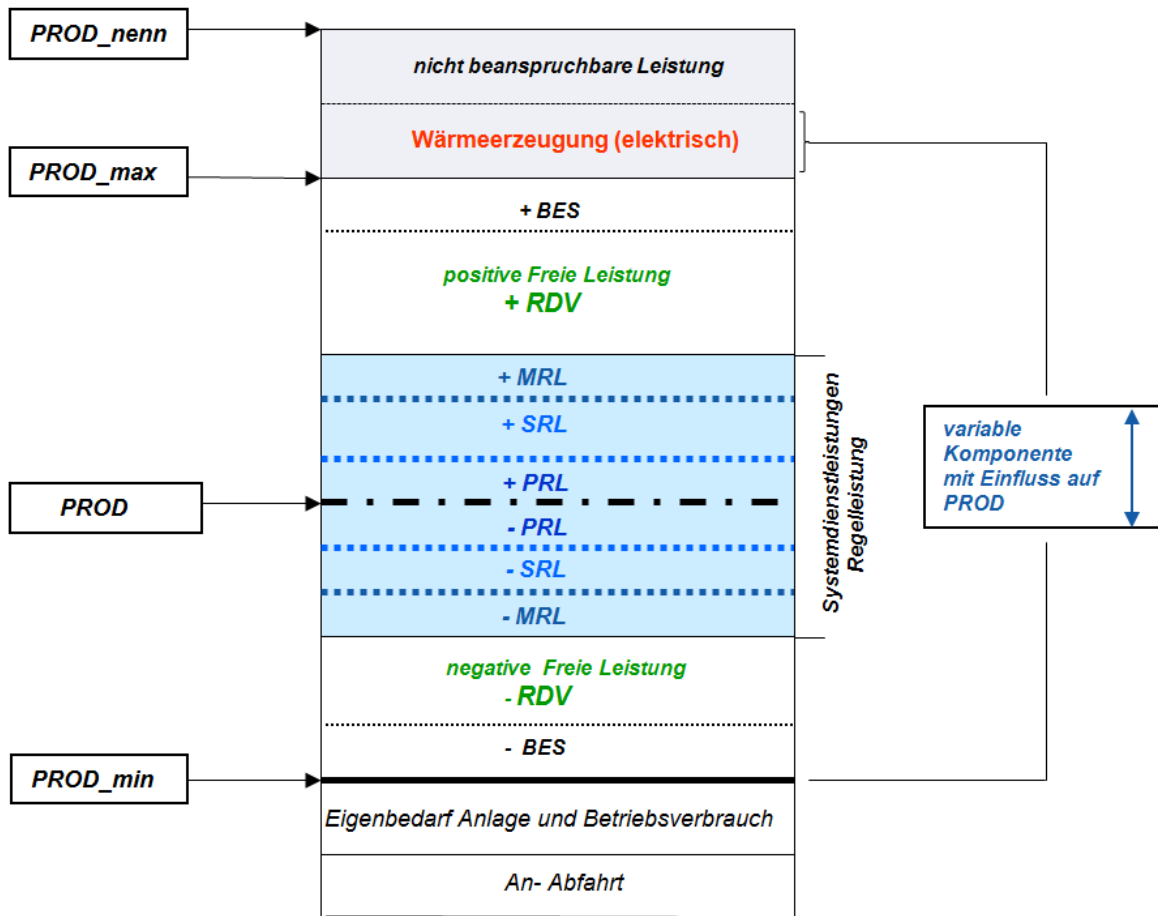 PROD_nenn
nicht beanspruchbare Leistung
Wärmeerzeugung (elektrisch)
PROD_max
+ BES
positive Freie Leistung
+ RDV
+ MRL
+ SRL
+ PRL
PROD
- PRL
- SRL
- MRL
Systemdienstleistungen
Regelleistung
variable
Komponente
mit Einfluss auf
PROD
negative Freie Leistung
- RDV
- BES
PROD_min
Eigenbedarf Anlage und Betriebsverbrauch
An- Abfahrt